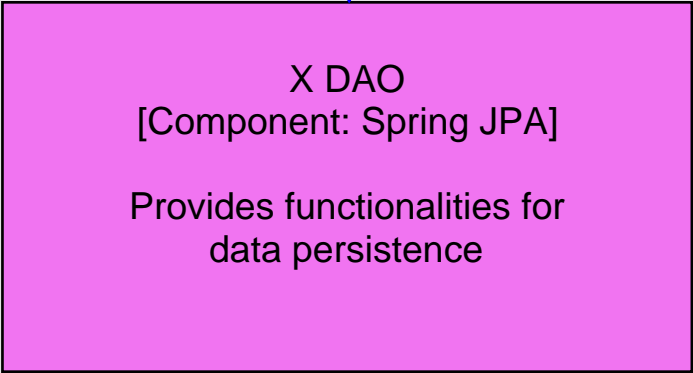 X DAO
[Component: Spring JPA]
Provides functionalities for
data persistence